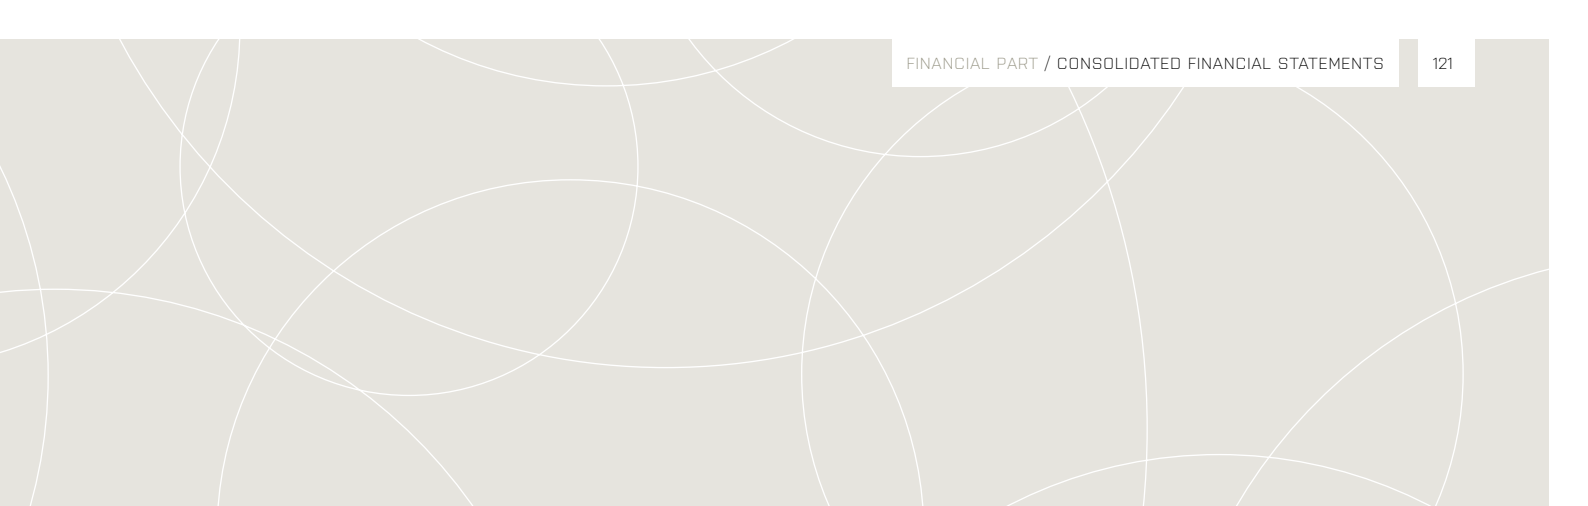 FINANCIAL PART / CONSOLIDATED FINANCIAL STATEMENTS 121